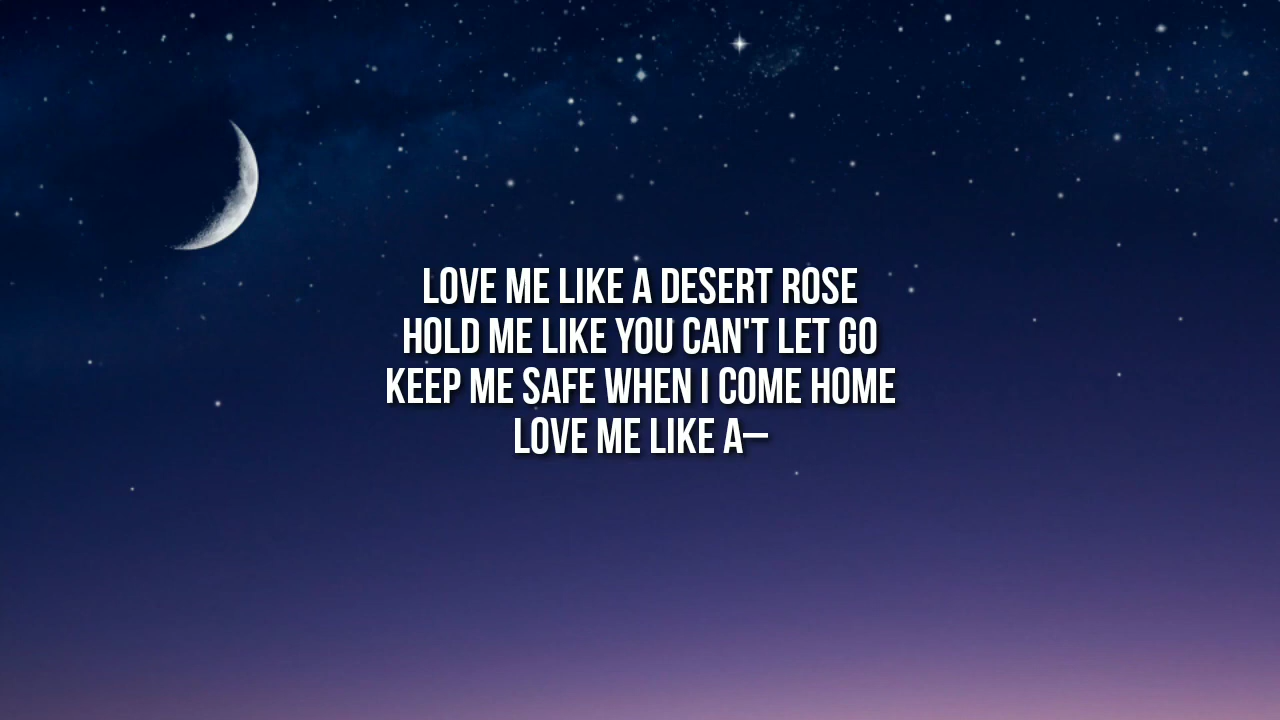 LOVE ME LIKE A DESERT ROSE
HOLD ME LIKE YOU CAN'T LET GO
KEEP ME SAFE WHEN I COME HOME
LOVE ME LIKE A—